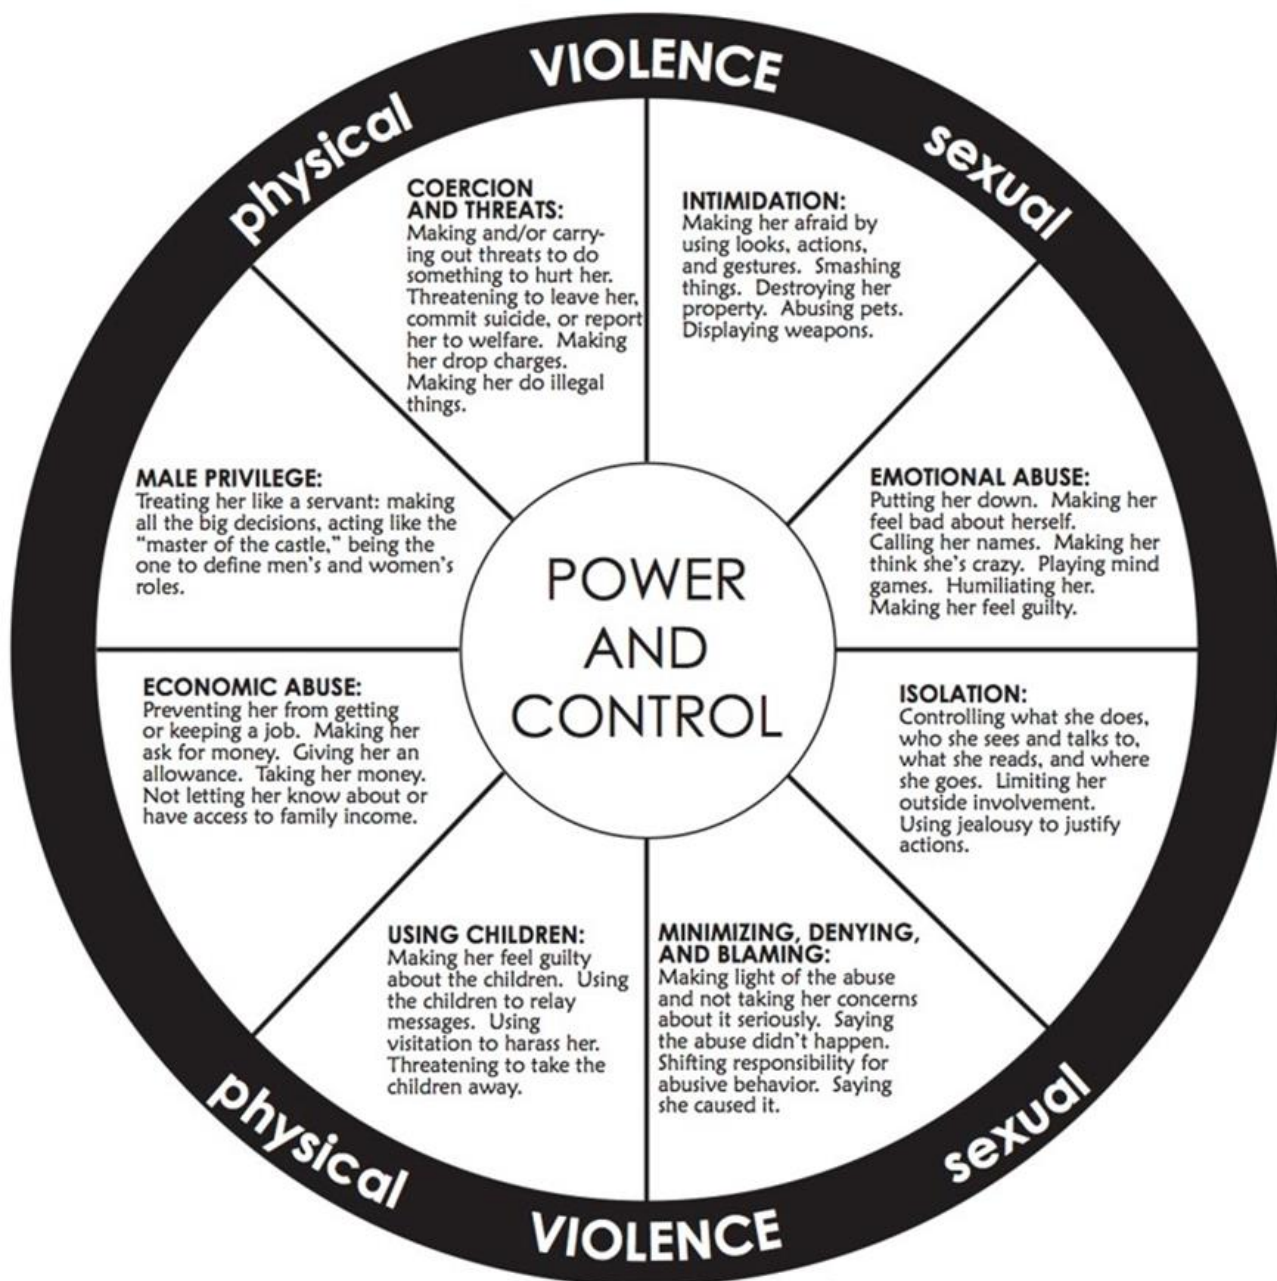 physical VIOLENCE sexual
COERCION
AND THREATS:
Making and/or carry-
ing out threats to do
something to hurt her.
Threatening to leave her,
commit suicide, or report
her to welfare. Making
her drop charges.
Making her do illegal
things.
INTIMIDATION:
Making her afraid by
using looks, actions,
and gestures. Smashing
things. Destroying her
property. Abusing pets.
Displaying weapons.
MALE PRIVILEGE:
Treating her like a servant: making
all the big decisions, acting like the
“master of the castle,” being the
one to define men’s and women’s
roles.
EMOTIONAL ABUSE:
Putting her down. Making her
feel bad about herself.
Calling her names. Making her
think she’s crazy. Playing mind
games. Humiliating her.
Making her feel guilty.
POWER
AND
CONTROL
ECONOMIC ABUSE:
Preventing her from getting
or keeping a job. Making her
ask for money. Giving her an
allowance. Taking her money.
Not letting her know about or
have access to family income.
ISOLATION:
Controlling what she does,
who she sees and talks to,
what she reads, and where
she goes. Limiting her
outside involvement.
Using jealousy to justify
actions.
USING CHILDREN:
Making her feel guilty
about the children. Using
the children to relay
messages. Using
visitation to harass her.
Threatening to take the
children away.
MINIMIZING, DENYING,
AND BLAMING:
Making light of the abuse
and not taking her concerns
about it seriously. Saying
the abuse didn’t happen.
Shifting responsibility for
abusive behavior. Saying
she caused it.
physical VIOLENCE sexual